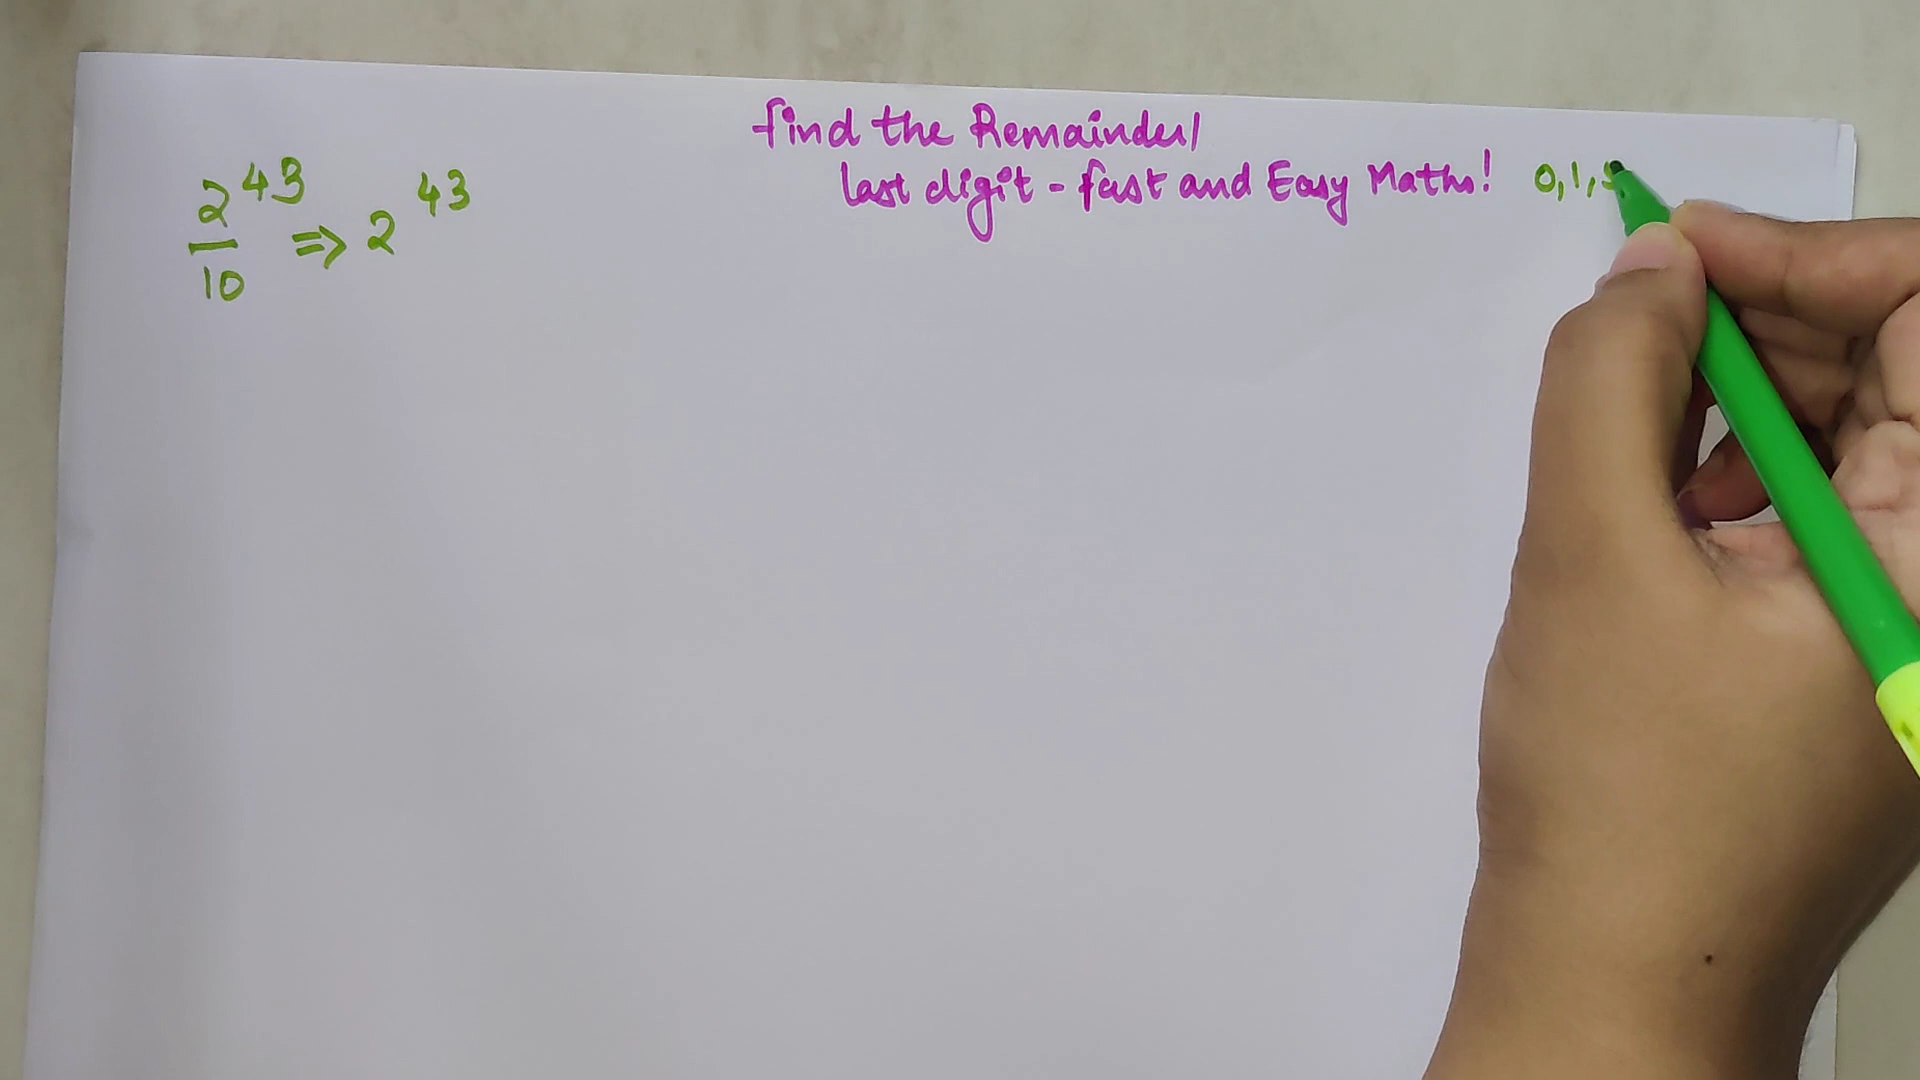 find the Remainder/
last digit - fast and Easy Maths! 0,1,
2^43
10 => 2^43